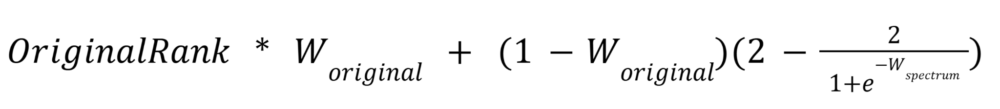 OriginalRank * W_original + (1 − W_original)(2 − 2/(1+e^(−W_spectrum)))